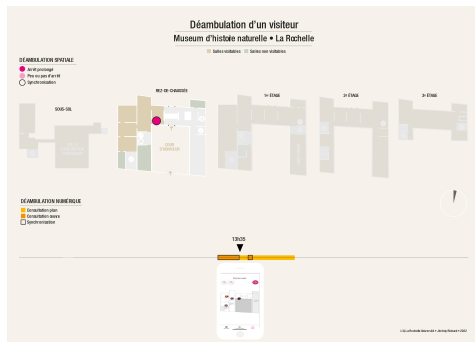 Déambulation d'un visiteur
Museum d'histoire naturelle • La Rochelle
Salles visitables Salles non visitables
DÉAMBULATION SPATIALE
Arrêt prolongé
Peu ou pas d'arrêt
Synchronisation
SOUS-SOL
REZ-DE-CHAUSSÉE
1er ÉTAGE
2e ÉTAGE
3e ÉTAGE
DÉAMBULATION NUMÉRIQUE
Consultation plan
Consultation œuvre
Synchronisation
13h35